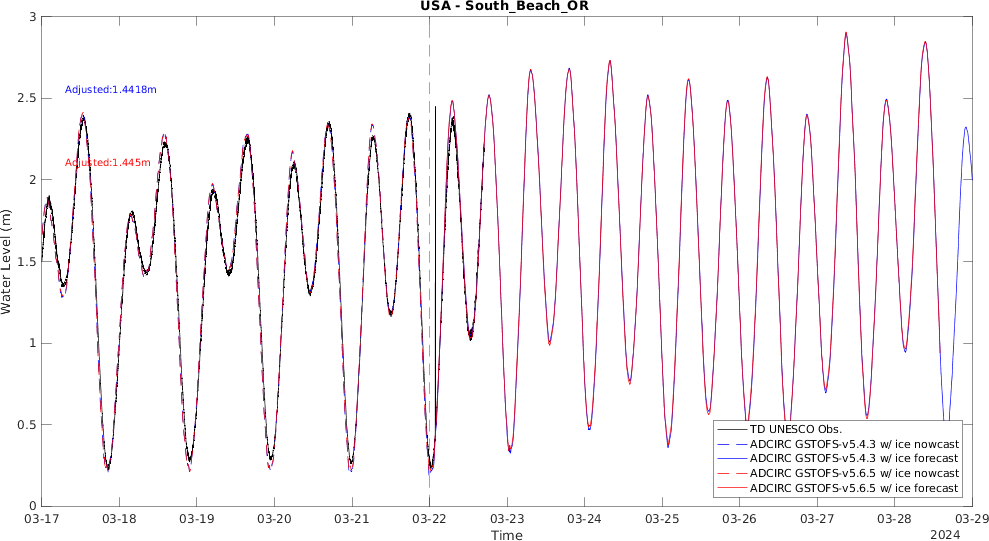 USA - South_Beach_OR
3
2.5
2
1.5
1
0.5
0
Water Level (m)
Adjusted:1.4418m
Adjusted:1.445m
TD UNESCO Obs.
ADCIRC GSTOFS-v5.4.3 w/ ice nowcast
ADCIRC GSTOFS-v5.4.3 w/ ice forecast
ADCIRC GSTOFS-v5.6.5 w/ ice nowcast
ADCIRC GSTOFS-v5.6.5 w/ ice forecast
03-17 03-18 03-19 03-20 03-21 03-22 03-23 03-24 03-25 03-26 03-27 03-28 03-29
Time
2024